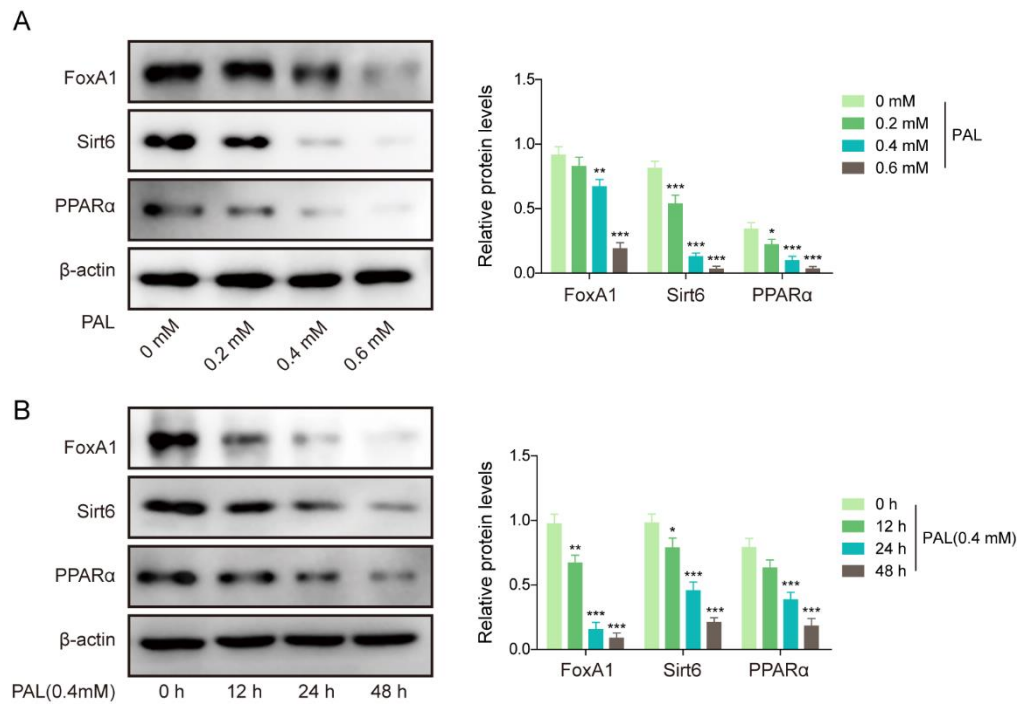 A
FoxA1
Sirt6
PPARα
β-actin
PAL
0 mM
0.2 mM
0.4 mM
0.6 mM
Relative protein levels
1.5
1.0
0.5
0.0
**
***
***
***
***
*
***
***
FoxA1
Sirt6
PPARα
0 mM
0.2 mM
0.4 mM
0.6 mM
PAL
B
FoxA1
Sirt6
PPARα
β-actin
PAL(0.4mM)
0 h
12 h
24 h
48 h
Relative protein levels
1.5
1.0
0.5
0.0
**
***
***
*
***
***
***
***
FoxA1
Sirt6
PPARα
0 h
12 h
24 h
48 h
PAL(0.4 mM)